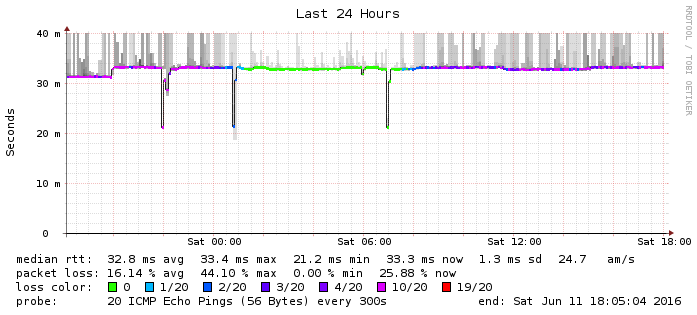 Last 24 Hours
RRDTOOL / TOBI OETIKER
Seconds
40 m
30 m
20 m
10 m
0
Sat 00:00 Sat 06:00 Sat 12:00 Sat 18:00
median rtt: 32.8 ms avg 33.4 ms max 21.2 ms min 33.3 ms now 1.3 ms sd 24.7 am/s
packet loss: 16.14 % avg 44.10 % max 0.00 % min 25.88 % now
loss color: 0 1/20 2/20 3/20 4/20 10/20 19/20
probe: 20 ICMP Echo Pings (56 Bytes) every 300s end: Sat Jun 11 18:05:04 2016